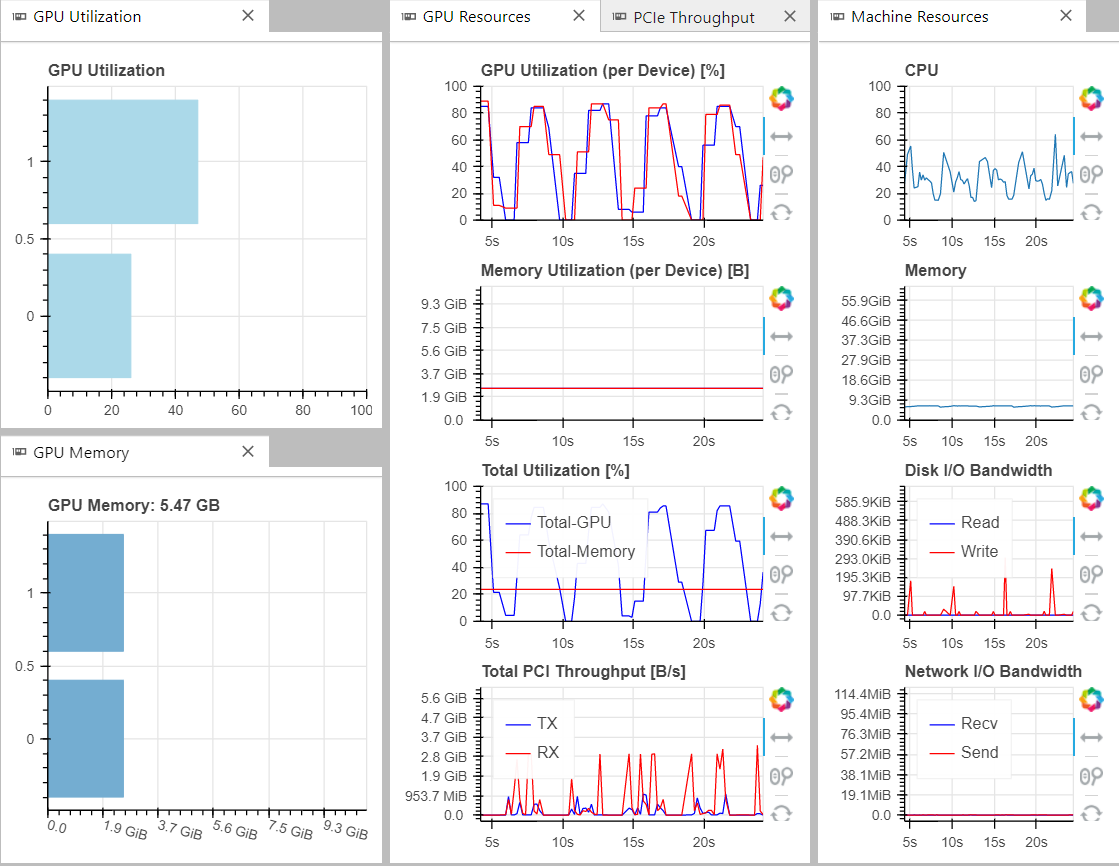 GPU Utilization
GPU Utilization
1
0.5
0
0 20 40 60 80 100
GPU Memory
GPU Memory: 5.47 GB
1
0.5
0
0.0 1.9 GiB 3.7 GiB 5.6 GiB 7.5 GiB 9.3 GiB
GPU Resources PCIe Throughput
GPU Utilization (per Device) [%]
100
80
60
40
20
0
5s 10s 15s 20s
Memory Utilization (per Device) [B]
9.3 GiB
7.5 GiB
5.6 GiB
3.7 GiB
1.9 GiB
0.0
5s 10s 15s 20s
Total Utilization [%]
100
80
60
40
20
0
Total-GPU
Total-Memory
5s 10s 15s 20s
Total PCI Throughput [B/s]
5.6 GiB
4.7 GiB
3.7 GiB
2.8 GiB
1.9 GiB
953.7 MiB
0.0
TX
RX
5s 10s 15s 20s
Machine Resources
CPU
100
80
60
40
20
0
5s 10s 15s 20s
Memory
55.9GiB
46.6GiB
37.3GiB
27.9GiB
18.6GiB
9.3GiB
0.0
5s 10s 15s 20s
Disk I/O Bandwidth
585.9KiB
488.3KiB
390.6KiB
293.0KiB
195.3KiB
97.7KiB
0.0
Read
Write
5s 10s 15s 20s
Network I/O Bandwidth
114.4MiB
95.4MiB
76.3MiB
57.2MiB
38.1MiB
19.1MiB
0.0
Recv
Send
5s 10s 15s 20s